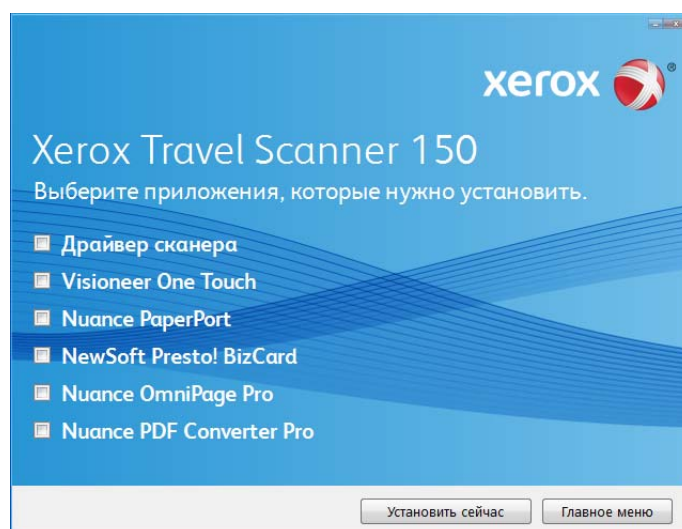 xerox ®
Xerox Travel Scanner 150
Выберите приложения, которые нужно установить.
Драйвер сканера
Visioneer One Touch
Nuance PaperPort
NewSoft Presto! BizCard
Nuance OmniPage Pro
Nuance PDF Converter Pro
Установить сейчас Главное меню